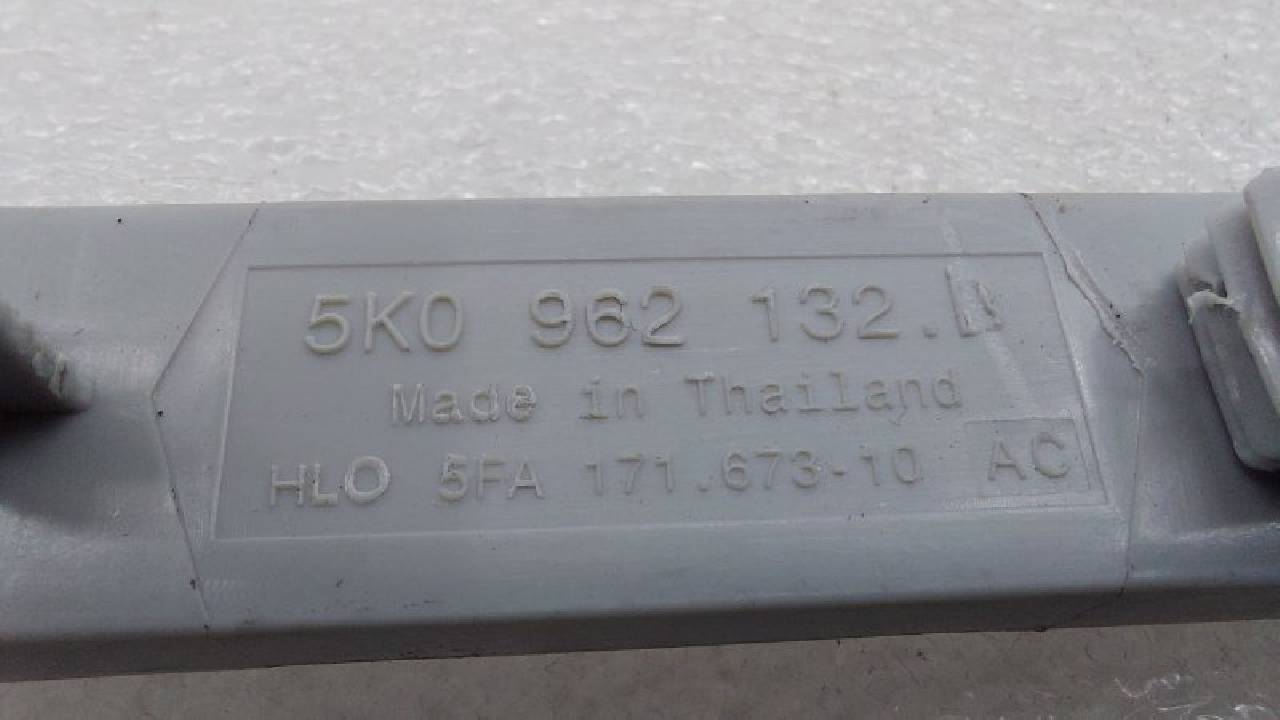 5K0 962 132.
Made in Thailand
HLO 5FA 171.673-10 AC